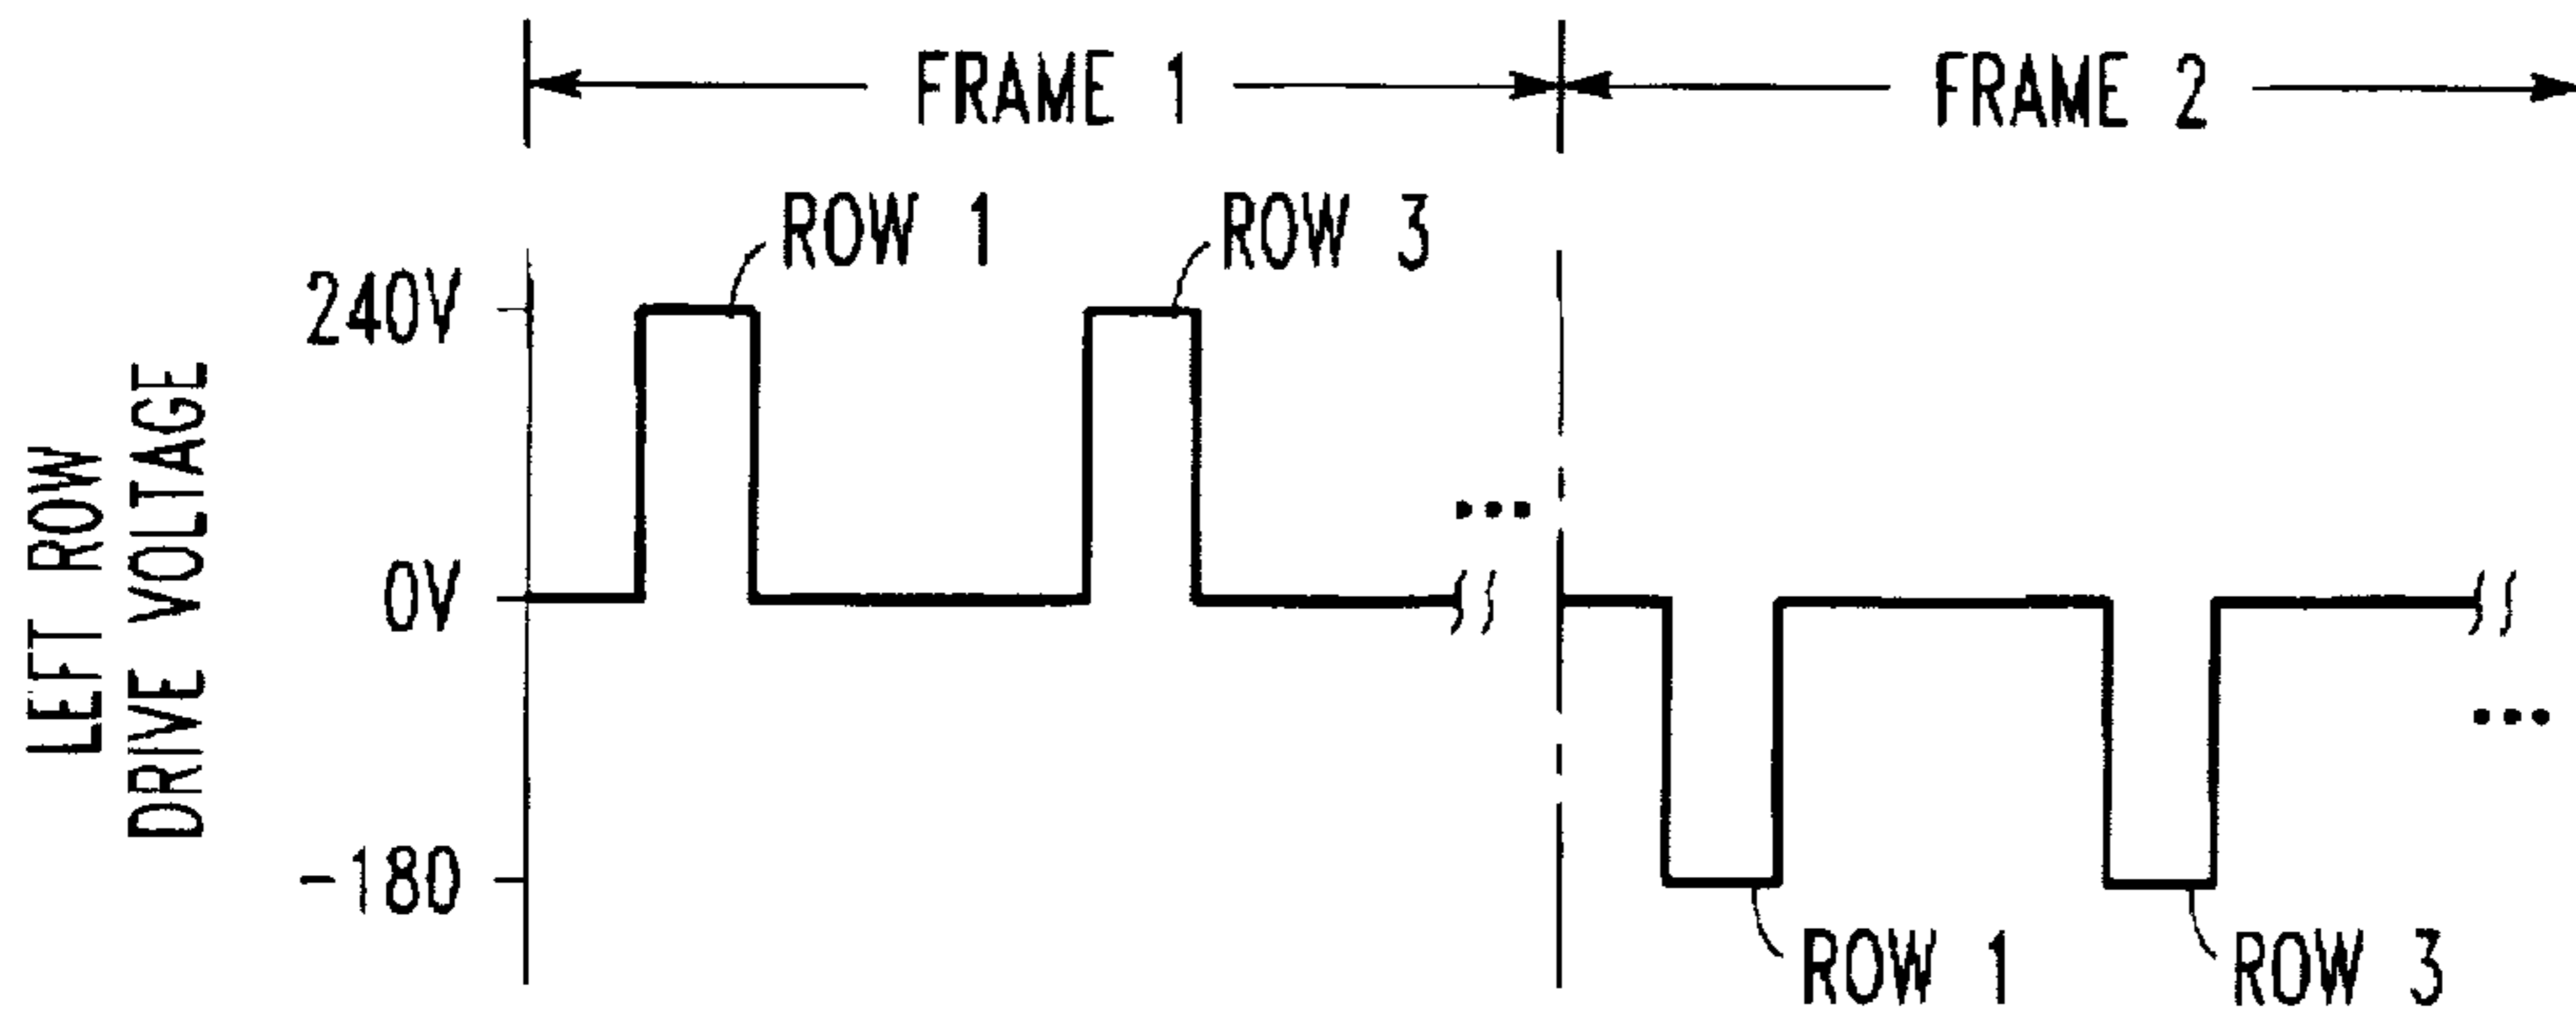 FRAME 1
FRAME 2
ROW 1
ROW 3
240V
0V
-180
LEFT ROW
DRIVE VOLTAGE
...
...
ROW 1
ROW 3